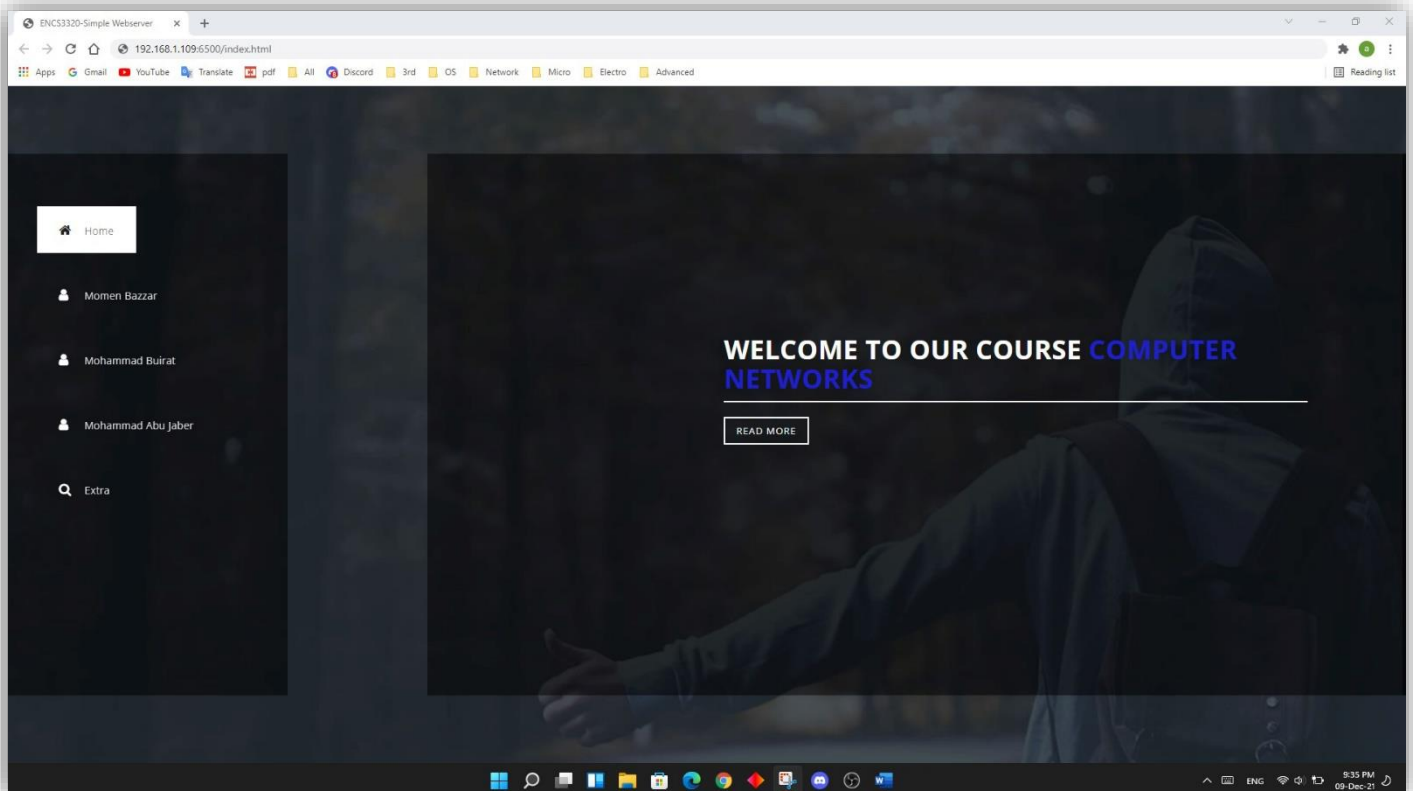 ENCS3320-Simple Webserver
192.168.1.109:6500/index.html
Apps Gmail YouTube Translate pdf All Discord 3rd OS Network Micro Electro Advanced Reading list
Home
Momen Bazzar
Mohammad Buirat
Mohammad Abu Jaber
Extra
WELCOME TO OUR COURSE COMPUTER
NETWORKS
READ MORE
ENG
9:35 PM
09-Dec-21